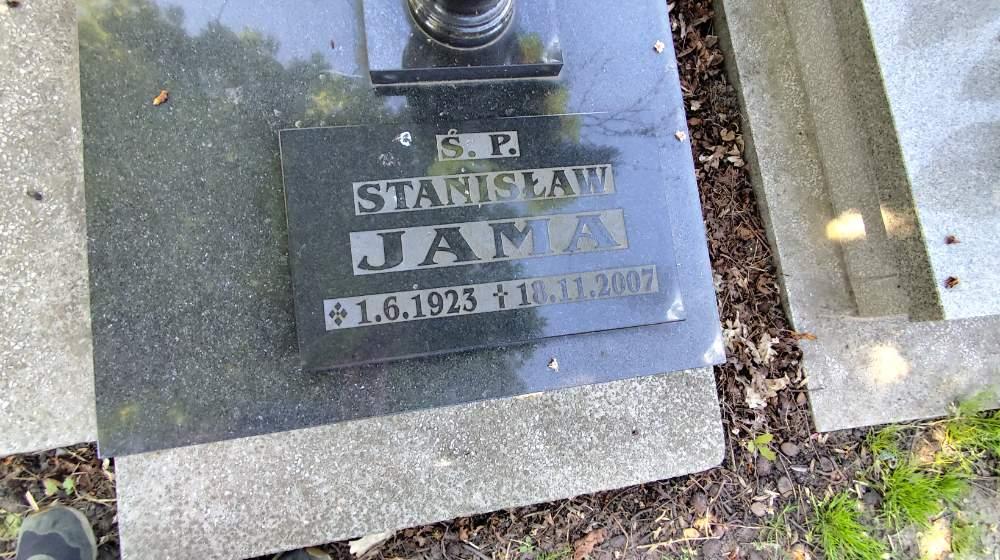 Ś. P.
STANISŁAW
JAMA
1.6.1923 † 18.11.2007